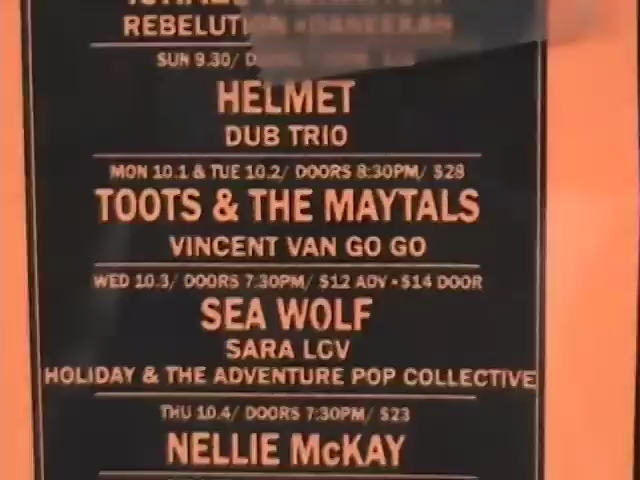 REBELUTION
SUN 9.30/
HELMET
DUB TRIO
MON 10.1 & TUE 10.2/ DOORS 8:30PM/ $28
TOOTS & THE MAYTALS
VINCENT VAN GO GO
WED 10.3/ DOORS 7:30PM/ $12 ADV • $14 DOOR
SEA WOLF
SARA LOV
HOLIDAY & THE ADVENTURE POP COLLECTIVE
THU 10.4/ DOORS 7:30PM/ $23
NELLIE McKAY